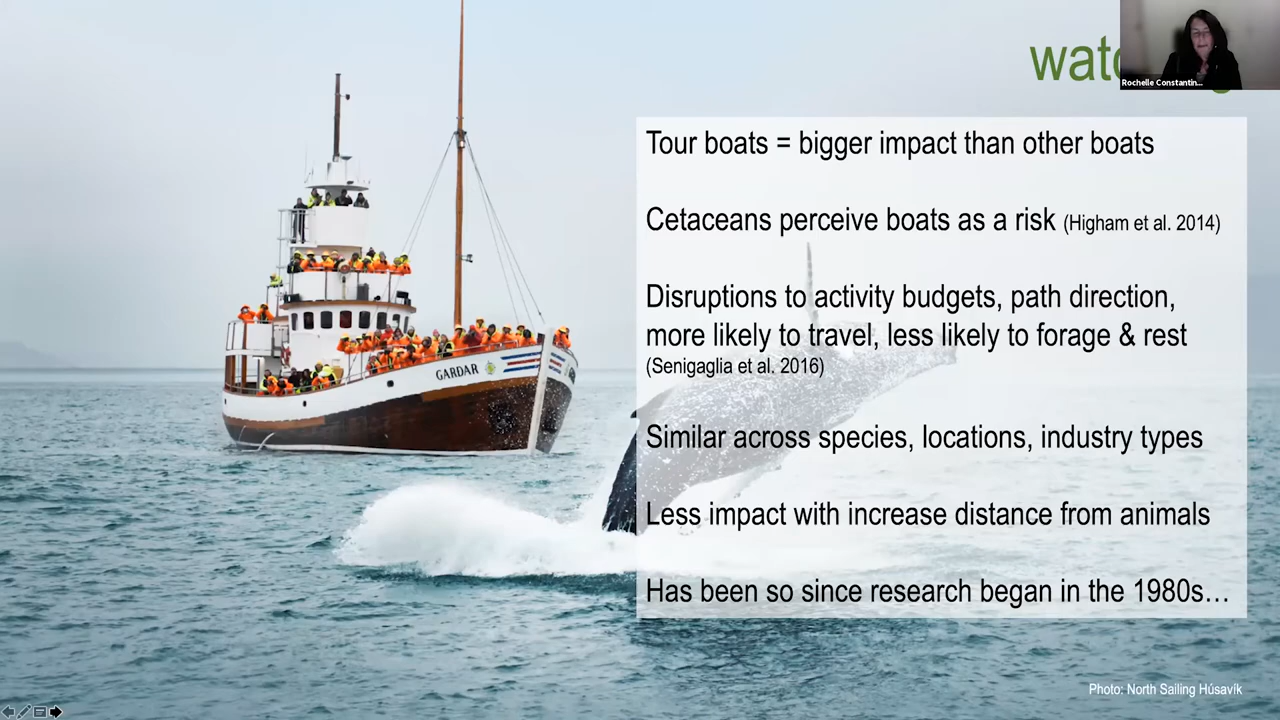 Rochelle Constantin...
Tour boats = bigger impact than other boats
Cetaceans perceive boats as a risk (Higham et al. 2014)
Disruptions to activity budgets, path direction,
more likely to travel, less likely to forage & rest
(Senigaglia et al. 2016)
Similar across species, locations, industry types
Less impact with increase distance from animals
Has been so since research began in the 1980s…
GARDAR
Photo: North Sailing Húsavík